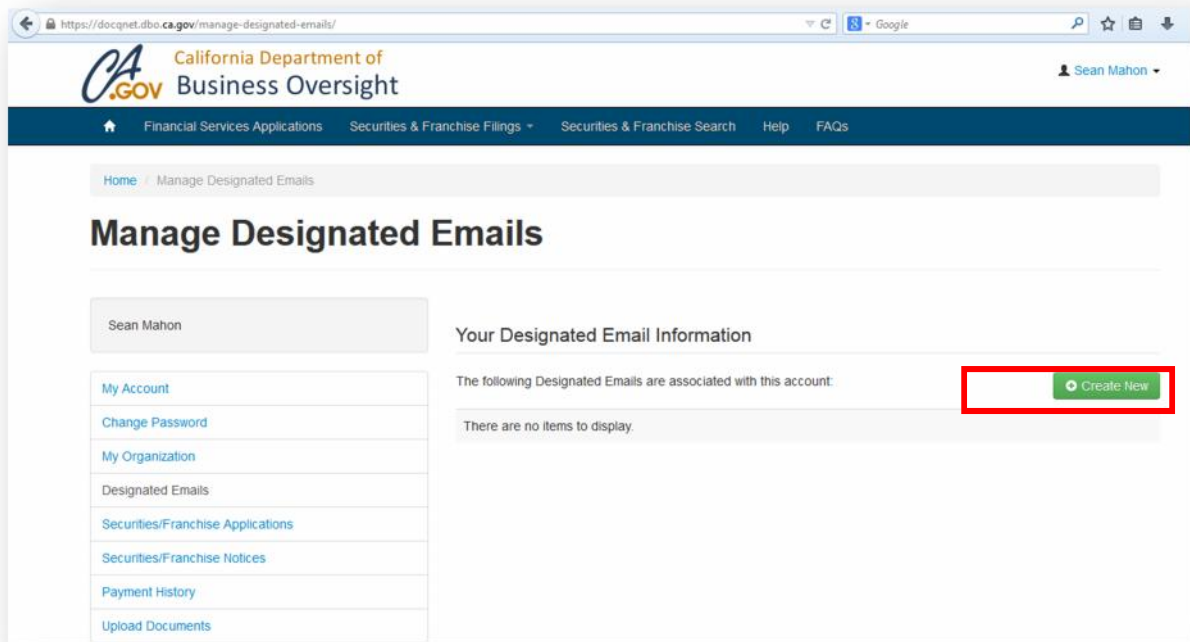 https://docqnet.dbo.ca.gov/manage-designated-emails/
Google
CA.GOV
California Department of
Business Oversight
Sean Mahon
Financial Services Applications Securities & Franchise Filings Securities & Franchise Search Help FAQs
Home / Manage Designated Emails
Manage Designated Emails
Sean Mahon
Your Designated Email Information
The following Designated Emails are associated with this account:
Create New
There are no items to display.
My Account
Change Password
My Organization
Designated Emails
Securities/Franchise Applications
Securities/Franchise Notices
Payment History
Upload Documents